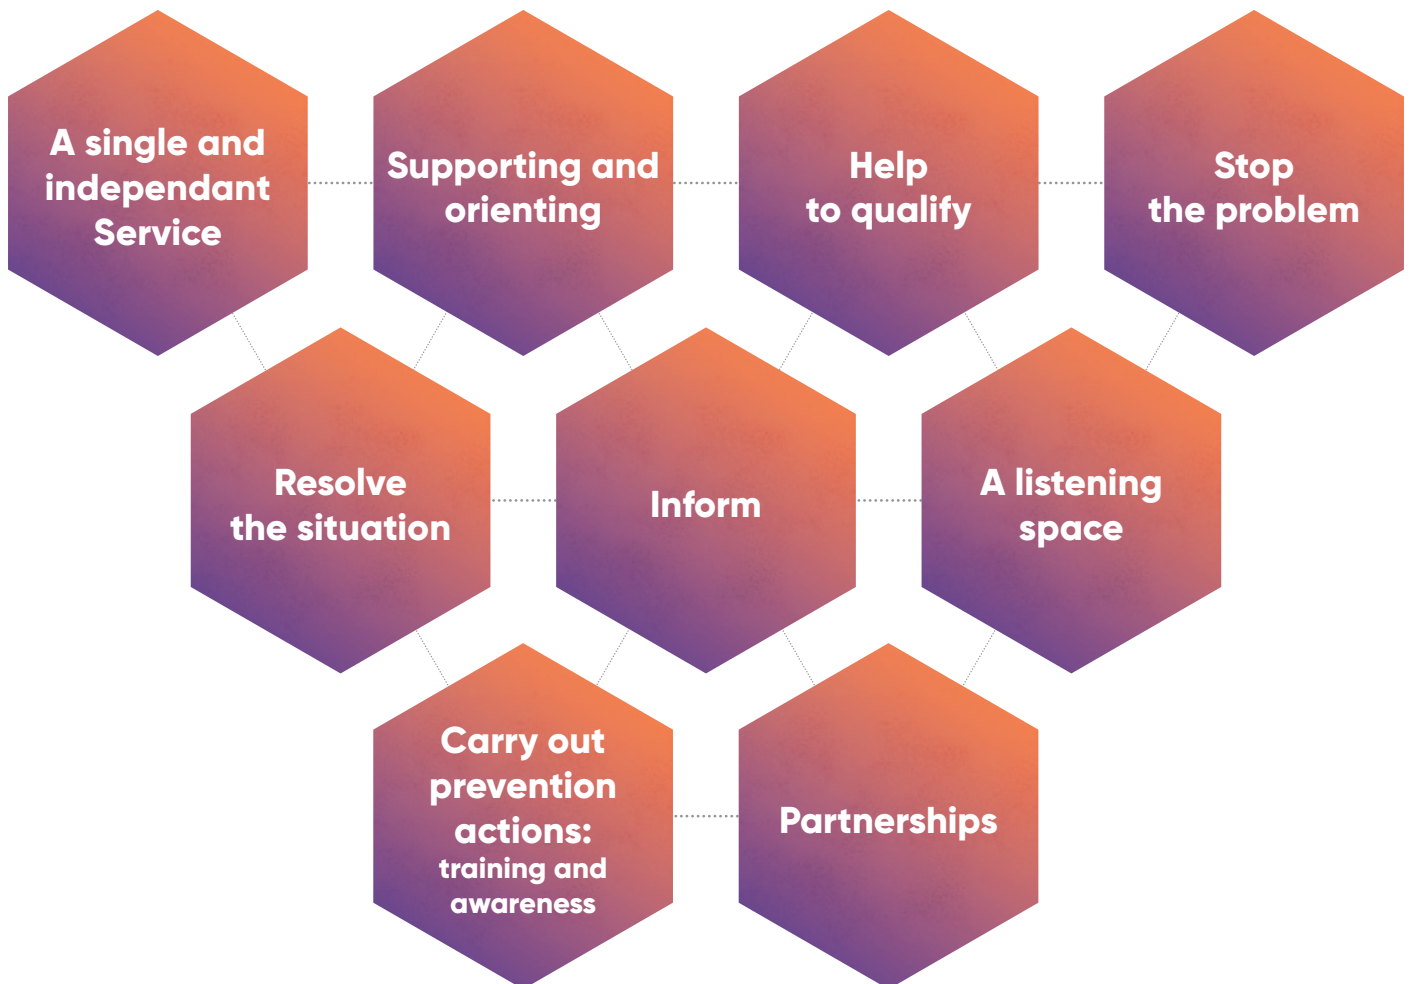 A single and
independant
Service
Supporting and
orienting
Help
to qualify
Stop
the problem
Resolve
the situation
Inform
A listening
space
Carry out
prevention
actions:
training and
awareness
Partnerships